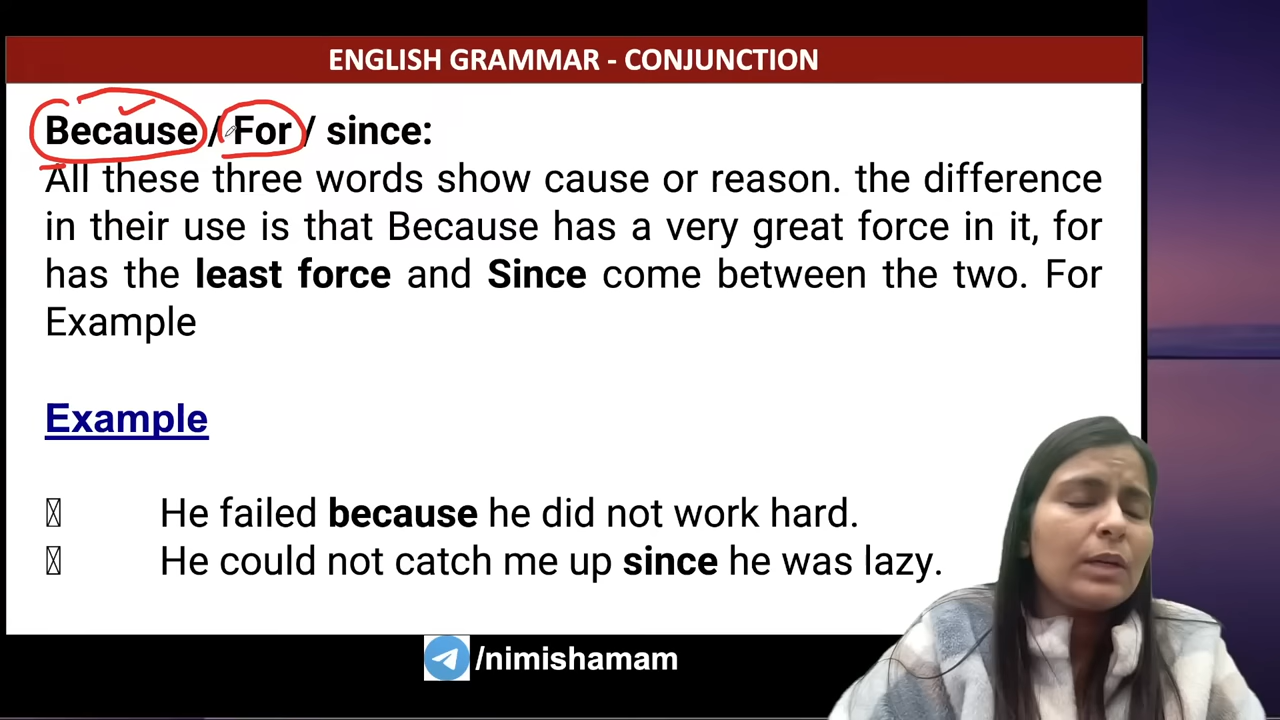 ENGLISH GRAMMAR - CONJUNCTION
Because / For / since:
All these three words show cause or reason. the difference
in their use is that Because has a very great force in it, for
has the least force and Since come between the two. For
Example
Example
He failed because he did not work hard.
He could not catch me up since he was lazy.
/nimishamam